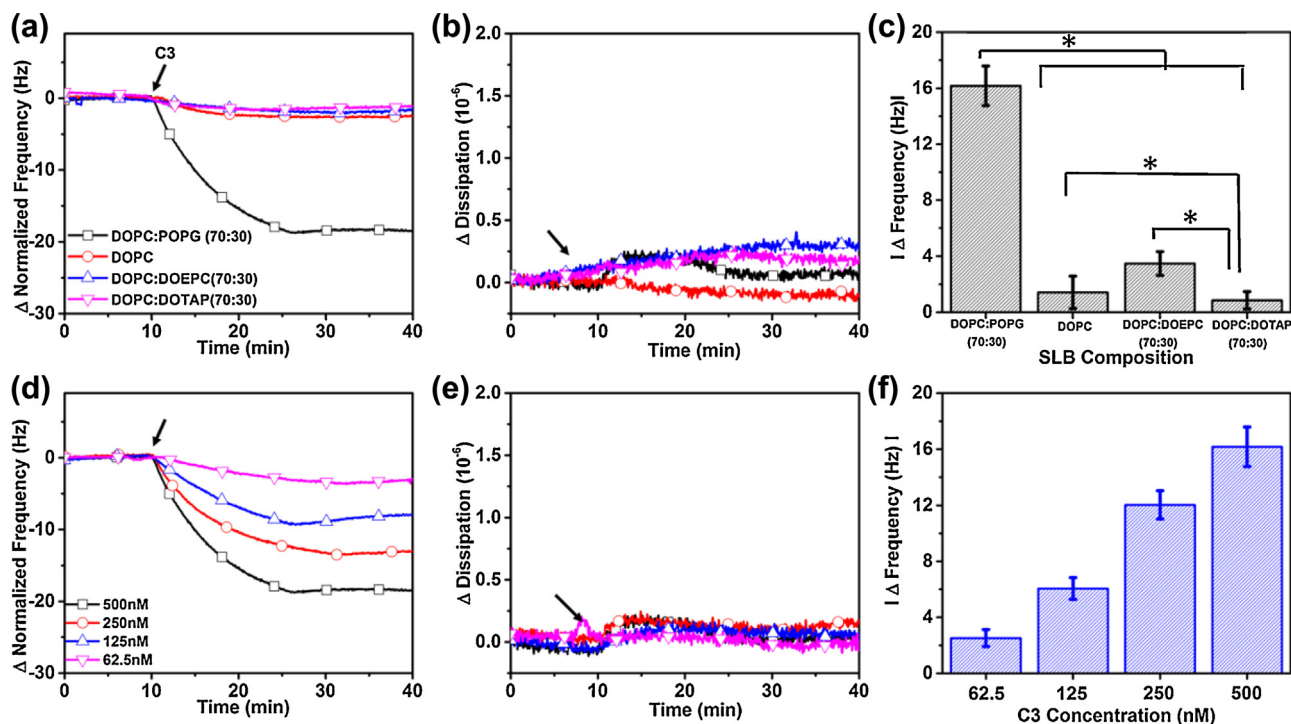 (a)
C3
Δ Normalized Frequency (Hz)
0
-10
-20
-30
DOPC:POPG (70:30)
DOPC
DOPC:DOEPC(70:30)
DOPC:DOTAP(70:30)
0 10 20 30 40
Time (min)
(b)
Δ Dissipation (10-6)
2.0
1.5
1.0
0.5
0.0
0 10 20 30 40
Time (min)
(c)
I Δ Frequency (Hz)I
20
16
12
8
4
0
*
*
*
DOPC:POPG DOPC DOPC:DOEPC DOPC:DOTAP
(70:30) (70:30) (70:30)
SLB Composition
(d)
Δ Normalized Frequency (Hz)
0
-10
-20
-30
500nM
250nM
125nM
62.5nM
0 10 20 30 40
Time (min)
(e)
Δ Dissipation (10-6)
2.0
1.5
1.0
0.5
0.0
0 10 20 30 40
Time (min)
(f)
I Δ Frequency (Hz) I
20
16
12
8
4
0
62.5 125 250 500
C3 Concentration (nM)